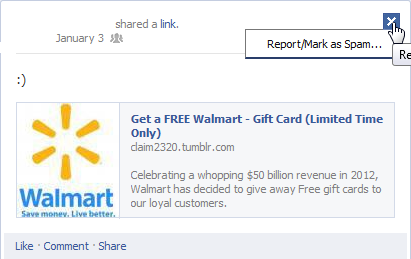 shared a link.
January 3
Report/Mark as Spam...
Re
:)
Get a FREE Walmart - Gift Card (Limited Time
Only)
claim2320.tumblr.com
Celebrating a whopping $50 billion revenue in 2012,
Walmart has decided to give away Free gift cards to
our loyal customers.
Walmart
Save money. Live better.
Like · Comment · Share